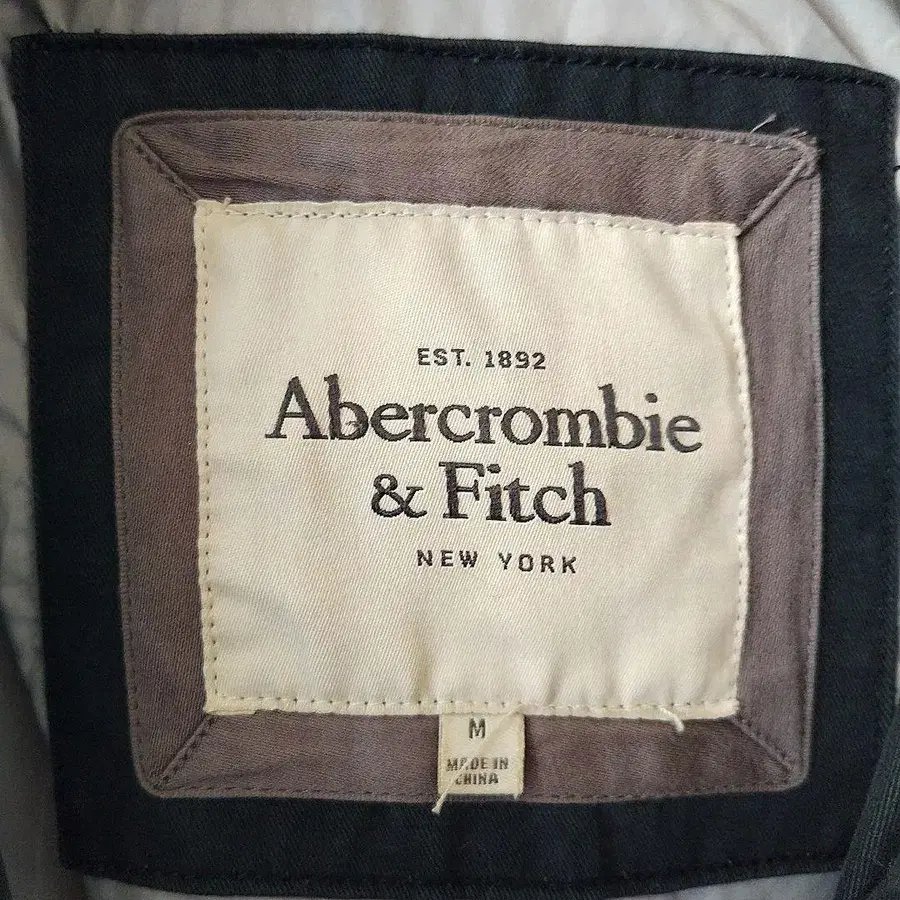 EST. 1892
Abercrombie
& Fitch
NEW YORK
M
MADE IN
CHINA